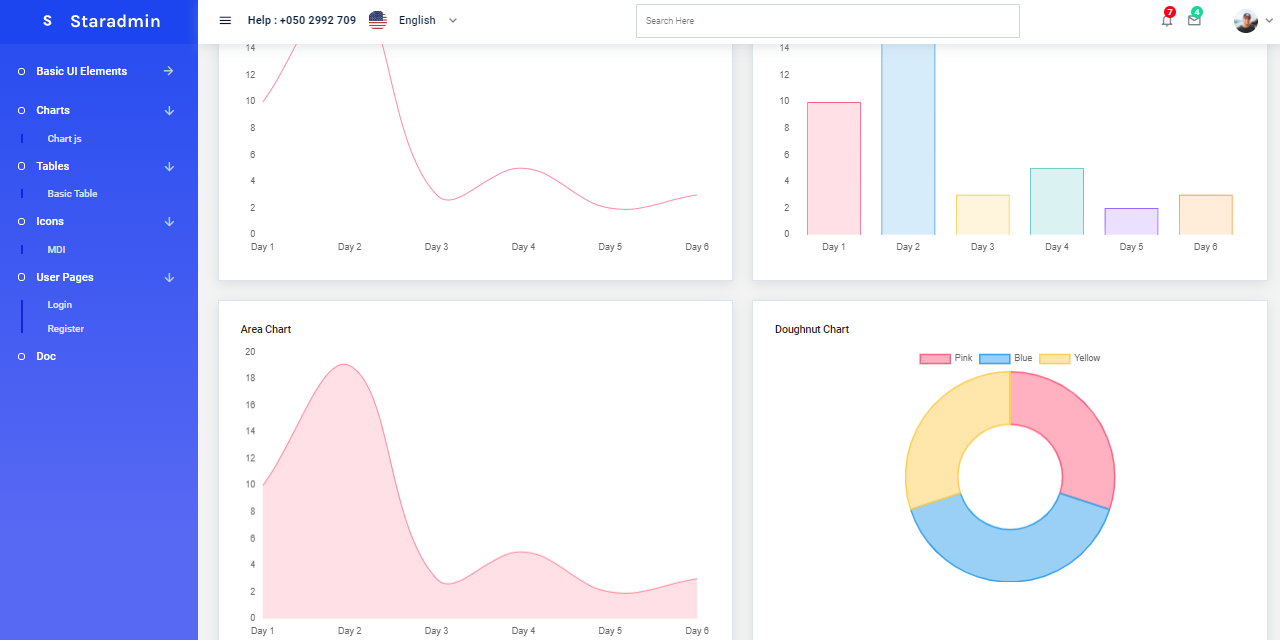 S Staradmin
Help : +050 2992 709 English
Search Here
7
4
Basic UI Elements
Charts
Chart js
Tables
Basic Table
Icons
MDI
User Pages
Login
Register
Doc
14
12
10
8
6
4
2
0
Day 1 Day 2 Day 3 Day 4 Day 5 Day 6
14
12
10
8
6
4
2
0
Day 1 Day 2 Day 3 Day 4 Day 5 Day 6
Area Chart
20
18
16
14
12
10
8
6
4
2
0
Day 1 Day 2 Day 3 Day 4 Day 5 Day 6
Doughnut Chart
Pink Blue Yellow